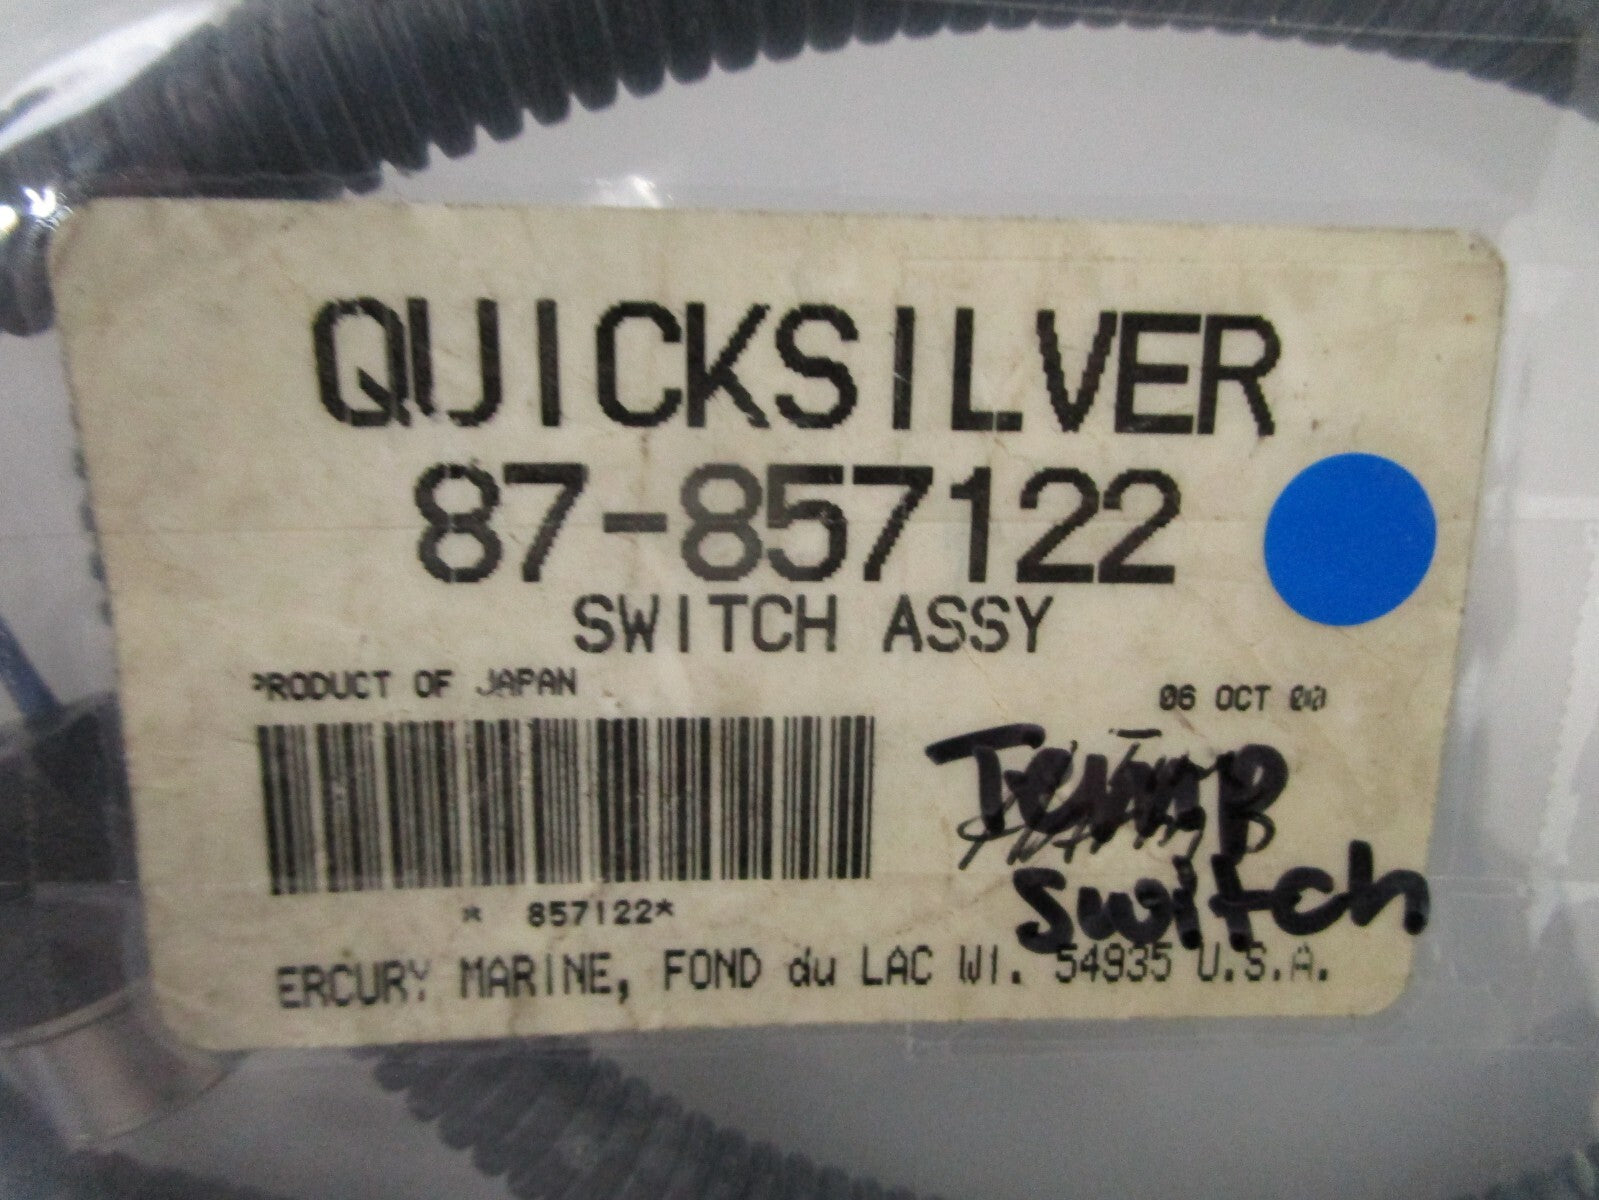 QUICKSILVER
87-857122
SWITCH ASSY
PRODUCT OF JAPAN
06 OCT 00
Temp
switch
* 857122*
ERCURY MARINE, FOND du LAC WI. 54935 U.S.A.